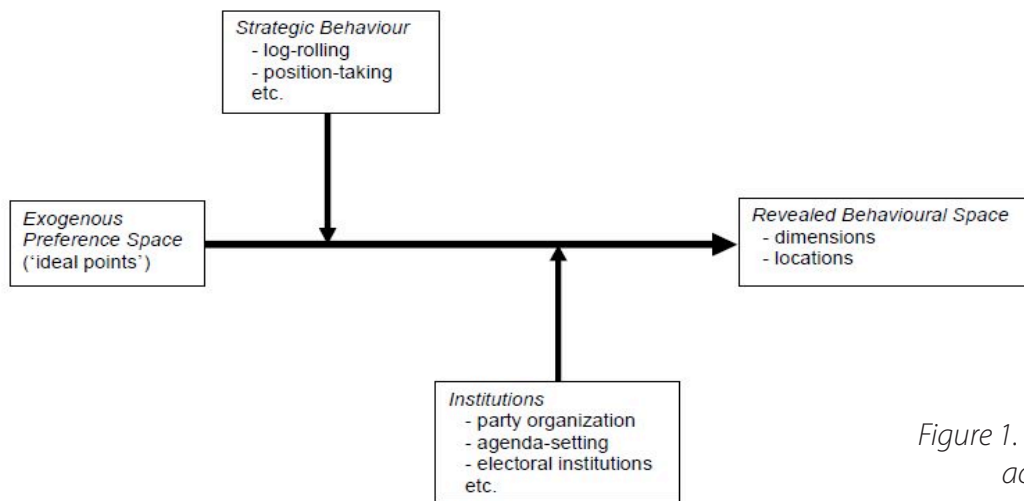 Strategic Behaviour
- log-rolling
- position-taking
etc.
Exogenous
Preference Space
('ideal points')
Revealed Behavioural Space
- dimensions
- locations
Institutions
- party organization
- agenda-setting
- electoral institutions
etc.
Figure 1.